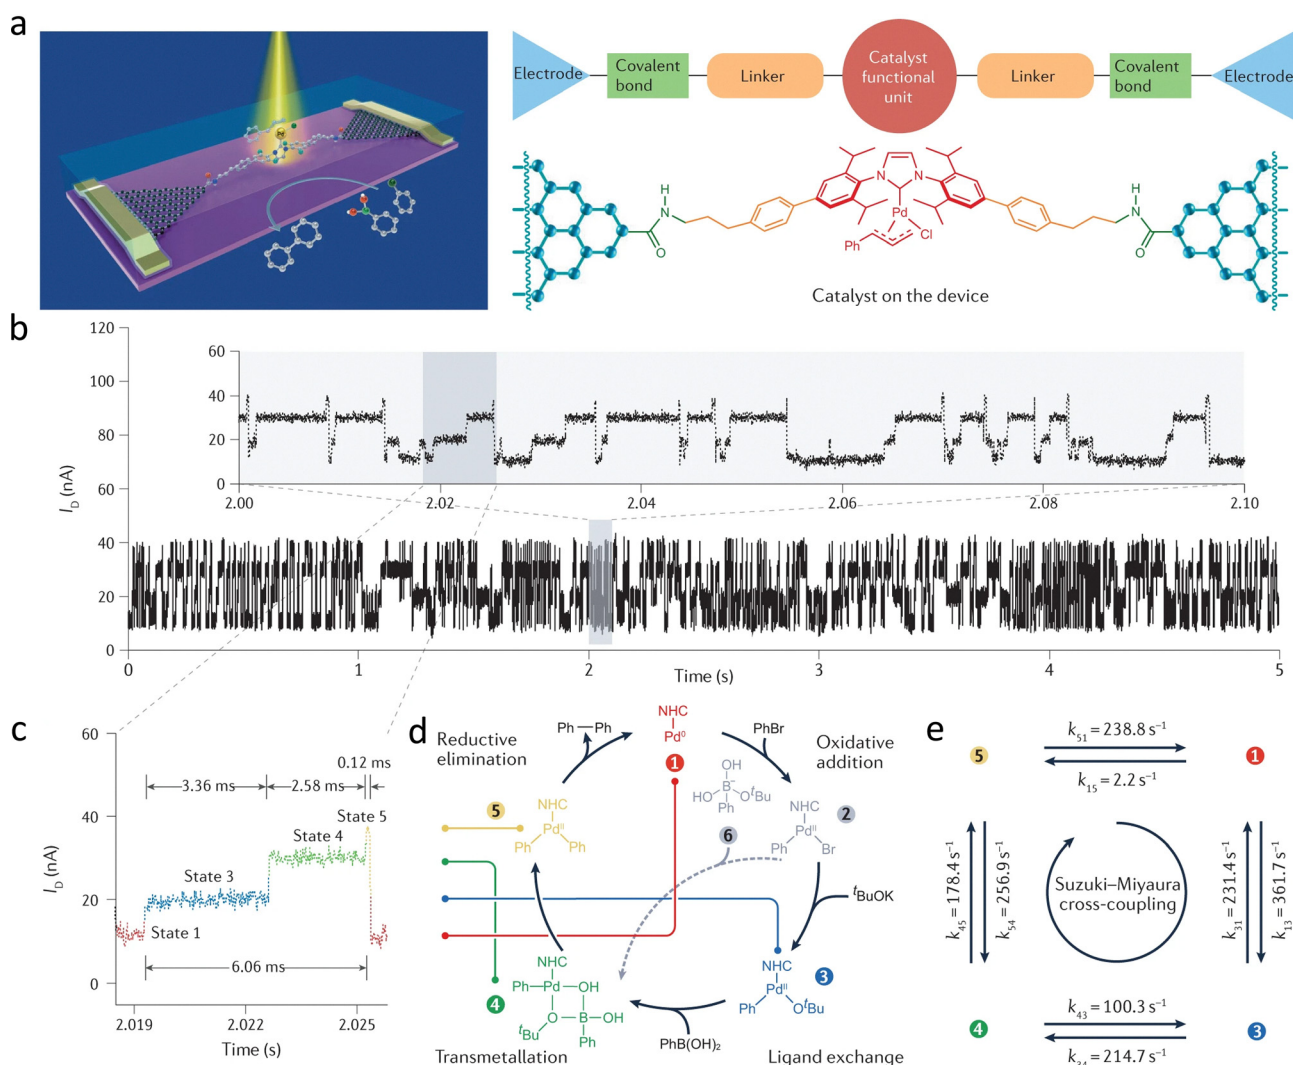 a
Electrode
Covalent
bond
Linker
Catalyst
functional
unit
Linker
Covalent
bond
Electrode
H
N
O
N
N
Pd
Ph
Cl
H
N
O
Catalyst on the device
b
I_D (nA)
120
100
80
60
40
20
0
60
40
20
0
2.00
2.02
2.04
2.06
2.08
2.10
0
1
2
3
4
5
Time (s)
c
I_D (nA)
60
40
20
0
3.36 ms
2.58 ms
0.12 ms
State 5
State 4
State 3
State 1
6.06 ms
2.019
2.022
2.025
Time (s)
d
Reductive
elimination
Ph—Ph
NHC
Pd⁰
1
PhBr
Oxidative
addition
OH
B⁻
HO
OᵗBu
Ph
6
NHC
Pdᴵᴵ
Ph
Br
2
5
NHC
Pdᴵᴵ
Ph
Ph
ᵗBuOK
NHC
Pdᴵᴵ
Ph
OᵗBu
3
PhB(OH)₂
Ligand exchange
4
NHC
Ph
Pd
OH
O
B
OH
ᵗBu
Ph
Transmetallation
e
5
k₅₁ = 238.8 s⁻¹
k₁₅ = 2.2 s⁻¹
1
k₄₅ = 178.4 s⁻¹
k₅₄ = 256.9 s⁻¹
Suzuki–Miyaura
cross-coupling
k₃₁ = 231.4 s⁻¹
k₁₃ = 361.7 s⁻¹
4
k₄₃ = 100.3 s⁻¹
k₃₄ = 214.7 s⁻¹
3